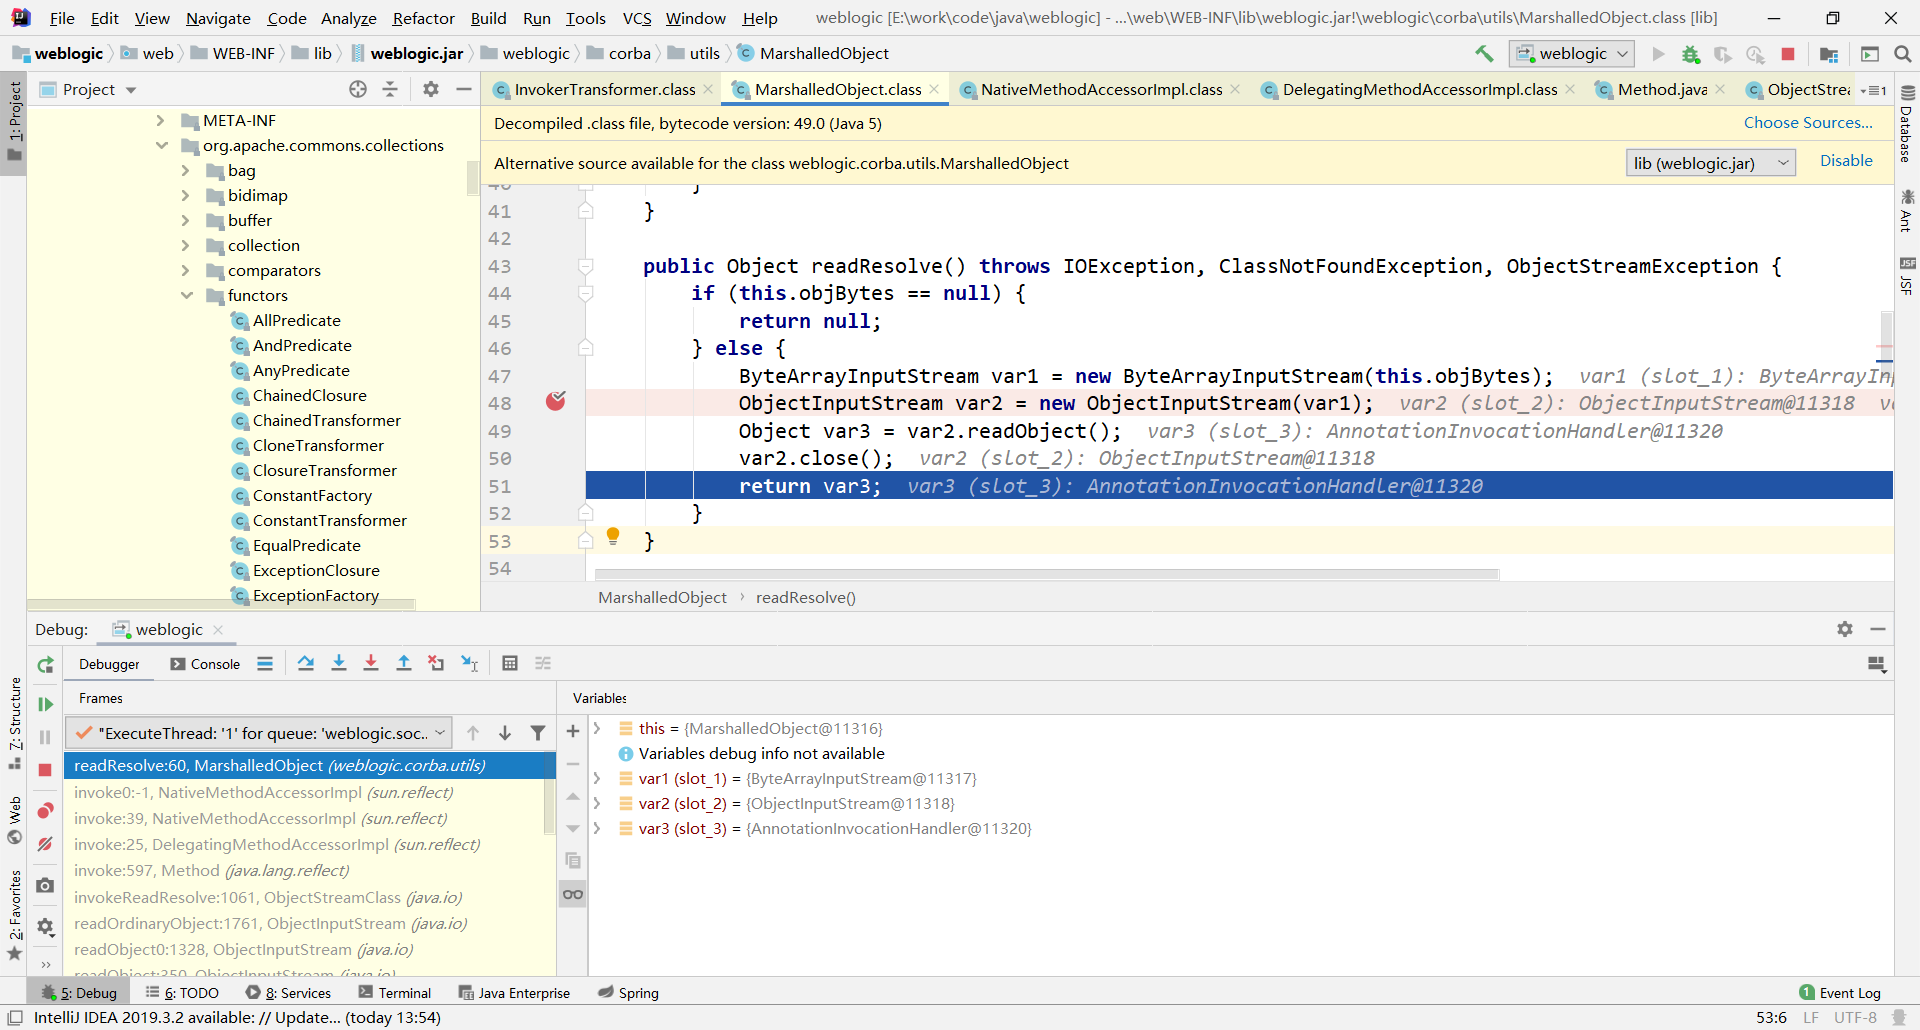 File Edit View Navigate Code Analyze Refactor Build Run Tools VCS Window Help weblogic [E:\work\code\java\weblogic] - ...\web\WEB-INF\lib\weblogic.jar!\weblogic\corba\utils\MarshalledObject.class [lib]
weblogic web WEB-INF lib weblogic.jar weblogic corba utils MarshalledObject weblogic
1: Project
Project
InvokerTransformer.class MarshalledObject.class NativeMethodAccessorImpl.class DelegatingMethodAccessorImpl.class Method.java ObjectStrea 1
META-INF
org.apache.commons.collections
bag
bidimap
buffer
collection
comparators
functors
AllPredicate
AndPredicate
AnyPredicate
ChainedClosure
ChainedTransformer
CloneTransformer
ClosureTransformer
ConstantFactory
ConstantTransformer
EqualPredicate
ExceptionClosure
ExceptionFactory
Decompiled .class file, bytecode version: 49.0 (Java 5) Choose Sources...
Alternative source available for the class weblogic.corba.utils.MarshalledObject lib (weblogic.jar) Disable
40 }
41 }
42
43 public Object readResolve() throws IOException, ClassNotFoundException, ObjectStreamException {
44 if (this.objBytes == null) {
45 return null;
46 } else {
47 ByteArrayInputStream var1 = new ByteArrayInputStream(this.objBytes); var1 (slot_1): ByteArrayInp
48 ObjectInputStream var2 = new ObjectInputStream(var1); var2 (slot_2): ObjectInputStream@11318 v
49 Object var3 = var2.readObject(); var3 (slot_3): AnnotationInvocationHandler@11320
50 var2.close(); var2 (slot_2): ObjectInputStream@11318
51 return var3; var3 (slot_3): AnnotationInvocationHandler@11320
52 }
53 }
54
MarshalledObject › readResolve()
Database
Ant
JSF
JSF
Debug: weblogic
Debugger Console
Frames
"ExecuteThread: '1' for queue: 'weblogic.soc..
readResolve:60, MarshalledObject (weblogic.corba.utils)
invoke0:-1, NativeMethodAccessorImpl (sun.reflect)
invoke:39, NativeMethodAccessorImpl (sun.reflect)
invoke:25, DelegatingMethodAccessorImpl (sun.reflect)
invoke:597, Method (java.lang.reflect)
invokeReadResolve:1061, ObjectStreamClass (java.io)
readOrdinaryObject:1761, ObjectInputStream (java.io)
readObject0:1328, ObjectInputStream (java.io)
readObject:350, ObjectInputStream (java.io)
Variables
this = {MarshalledObject@11316}
Variables debug info not available
var1 (slot_1) = {ByteArrayInputStream@11317}
var2 (slot_2) = {ObjectInputStream@11318}
var3 (slot_3) = {AnnotationInvocationHandler@11320}
7: Structure
Web
2: Favorites
5: Debug 6: TODO 8: Services Terminal Java Enterprise Spring 1 Event Log
IntelliJ IDEA 2019.3.2 available: // Update... (today 13:54) 53:6 LF UTF-8